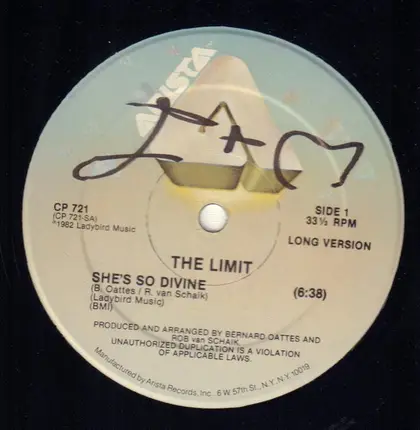 ARISTA
I + M
CP 721
(CP 721-SA)
℗1982 Ladybird Music
SIDE 1
33⅓ RPM
LONG VERSION
THE LIMIT
SHE'S SO DIVINE
(6:38)
(B. Oattes / R. van Schaik)
(Ladybird Music)
(BMI)
PRODUCED AND ARRANGED BY BERNARD OATTES AND
ROB van SCHAIK
UNAUTHORIZED DUPLICATION IS A VIOLATION
OF APPLICABLE LAWS.
Manufactured by Arista Records, Inc. 6 W. 57th St., N.Y., N.Y. 10019